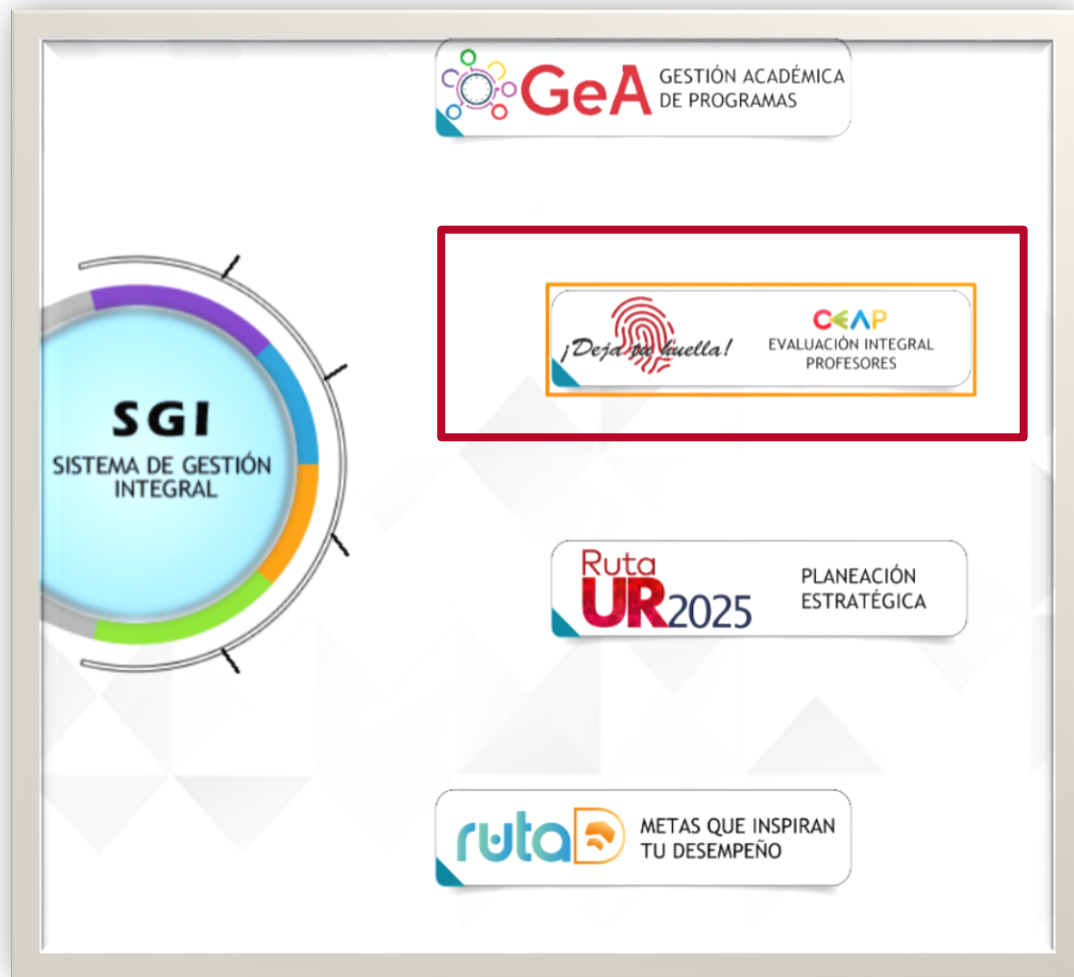 GeA
GESTIÓN ACADÉMICA
DE PROGRAMAS
¡Deja tu huella!
CEAP
EVALUACIÓN INTEGRAL
PROFESORES
SGI
SISTEMA DE GESTIÓN
INTEGRAL
Ruta
UR2025
PLANEACIÓN
ESTRATÉGICA
rutaD
METAS QUE INSPIRAN
TU DESEMPEÑO